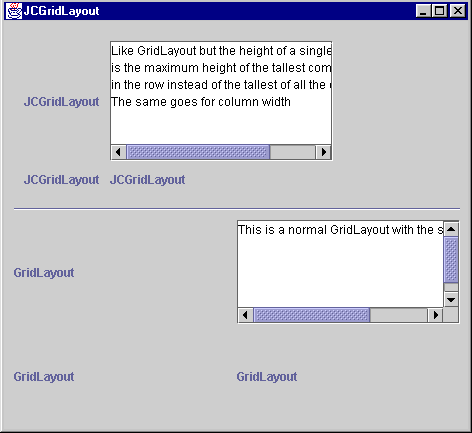 JCGridLayout
Like GridLayout but the height of a single
is the maximum height of the tallest com
in the row instead of the tallest of all the
The same goes for column width
JCGridLayout
JCGridLayout JCGridLayout
This is a normal GridLayout with the s
GridLayout
GridLayout GridLayout